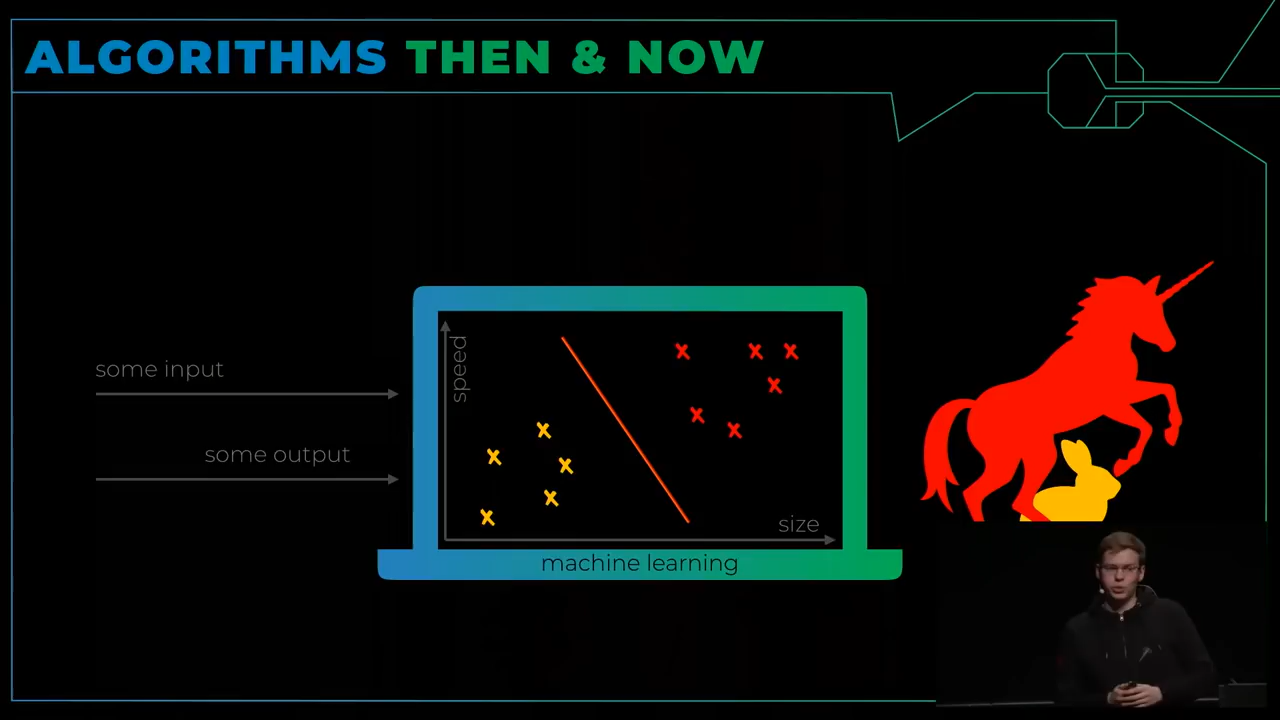 ALGORITHMS THEN & NOW
some input
some output
speed
size
machine learning